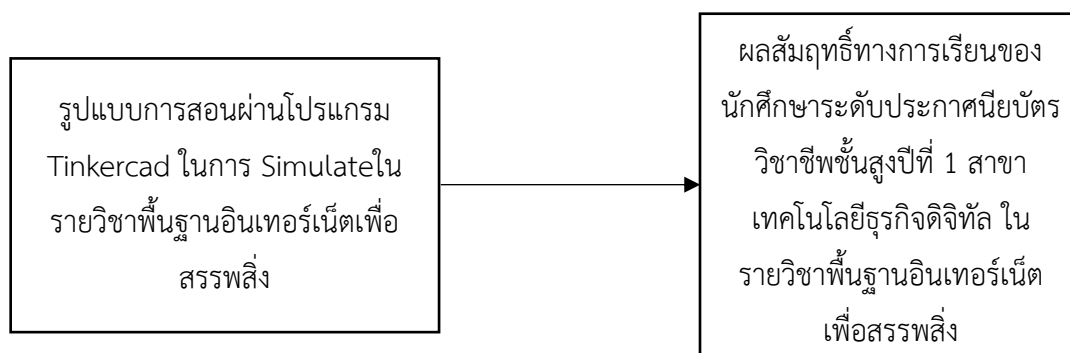 รูปแบบการสอนผ่านโปรแกรม
Tinkercad ในการ Simulateใน
รายวิชาพื้นฐานอินเทอร์เน็ตเพื่อ
สรรพสิ่ง
ผลสัมฤทธิ์ทางการเรียนของ
นักศึกษาระดับประกาศนียบัตร
วิชาชีพชั้นสูงปีที่ 1 สาขา
เทคโนโลยีธุรกิจดิจิทัล ใน
รายวิชาพื้นฐานอินเทอร์เน็ต
เพื่อสรรพสิ่ง